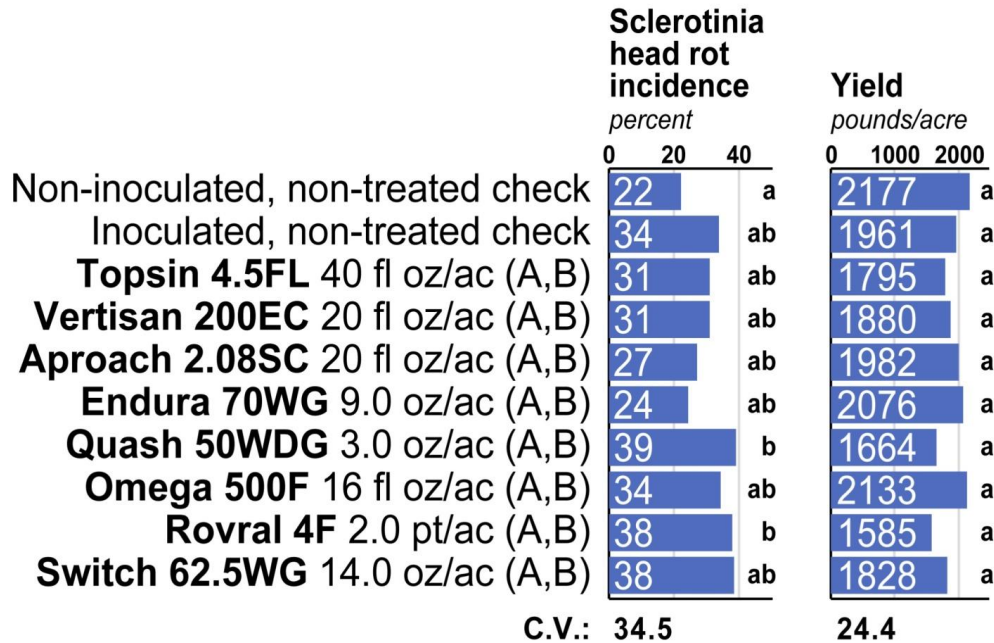 Sclerotinia
head rot
incidence
percent
Yield
pounds/acre
0 20 40
0 1000 2000
Non-inoculated, non-treated check 22 a 2177 a
Inoculated, non-treated check 34 ab 1961 a
Topsin 4.5FL 40 fl oz/ac (A,B) 31 ab 1795 a
Vertisan 200EC 20 fl oz/ac (A,B) 31 ab 1880 a
Aproach 2.08SC 20 fl oz/ac (A,B) 27 ab 1982 a
Endura 70WG 9.0 oz/ac (A,B) 24 ab 2076 a
Quash 50WDG 3.0 oz/ac (A,B) 39 b 1664 a
Omega 500F 16 fl oz/ac (A,B) 34 ab 2133 a
Rovral 4F 2.0 pt/ac (A,B) 38 b 1585 a
Switch 62.5WG 14.0 oz/ac (A,B) 38 ab 1828 a
C.V.: 34.5 24.4